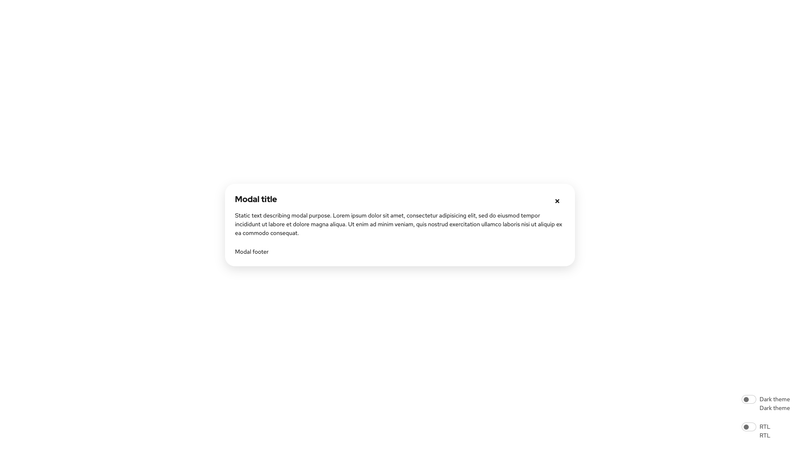 Modal title
Static text describing modal purpose. Lorem ipsum dolor sit amet, consectetur adipisicing elit, sed do eiusmod tempor
incididunt ut labore et dolore magna aliqua. Ut enim ad minim veniam, quis nostrud exercitation ullamco laboris nisi ut aliquip ex
ea commodo consequat.
Modal footer
Dark theme
Dark theme
RTL
RTL